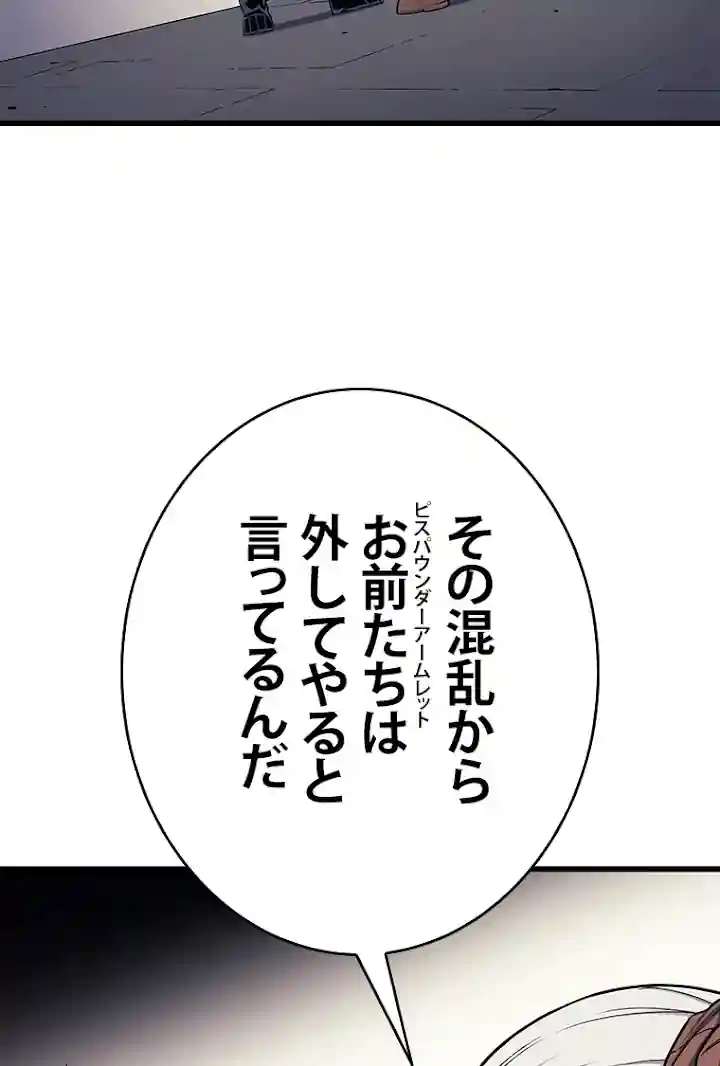 その混乱から
ピスパウンダーアームレット
お前たちは
外してやると
言ってるんだ